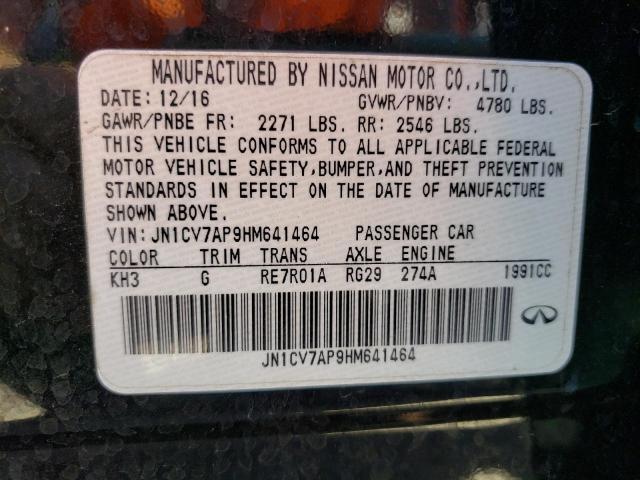 MANUFACTURED BY NISSAN MOTOR CO.,LTD.
DATE: 12/16 GVWR/PNBV: 4780 LBS.
GAWR/PNBE FR: 2271 LBS. RR: 2546 LBS.
THIS VEHICLE CONFORMS TO ALL APPLICABLE FEDERAL
MOTOR VEHICLE SAFETY,BUMPER,AND THEFT PREVENTION
STANDARDS IN EFFECT ON THE DATE OF MANUFACTURE
SHOWN ABOVE.
VIN:JN1CV7AP9HM641464 PASSENGER CAR
COLOR TRIM TRANS AXLE ENGINE
KH3 G RE7R01A RG29 274A 1991CC
JN1CV7AP9HM641464